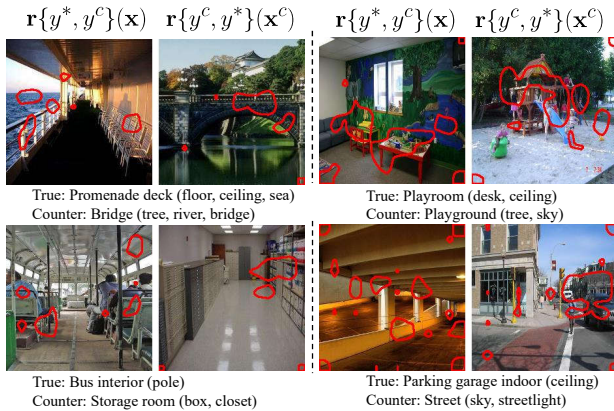 r{y*, y^c}(x) r{y^c, y*}(x^c) r{y*, y^c}(x) r{y^c, y*}(x^c)
True: Promenade deck (floor, ceiling, sea)
Counter: Bridge (tree, river, bridge)
True: Playroom (desk, ceiling)
Counter: Playground (tree, sky)
True: Bus interior (pole)
Counter: Storage room (box, closet)
True: Parking garage indoor (ceiling)
Counter: Street (sky, streetlight)